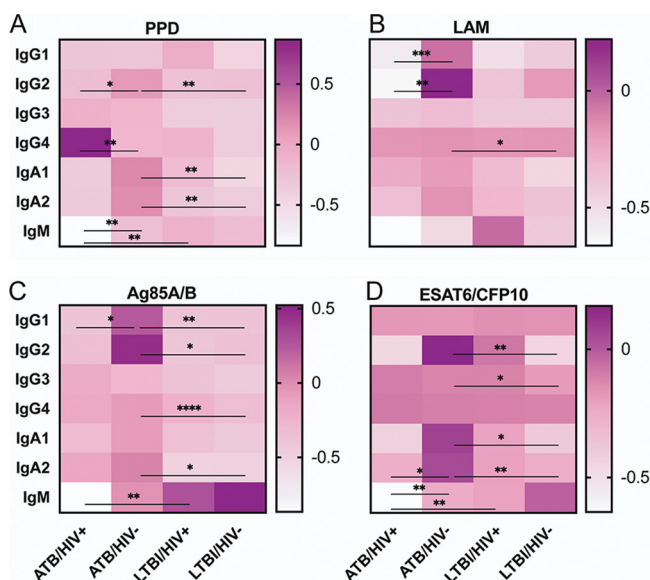 A
PPD
B
LAM
IgG1
IgG2
IgG3
IgG4
IgA1
IgA2
IgM
* **
**
**
**
**
**
0.5
0
-0.5
***
**
*
0
-0.5
C
Ag85A/B
D
ESAT6/CFP10
IgG1
IgG2
IgG3
IgG4
IgA1
IgA2
IgM
* **
*
****
*
**
0.5
0
-0.5
**
*
*
* **
**
**
0
-0.5
ATB/HIV+
ATB/HIV-
LTBI/HIV+
LTBI/HIV-
ATB/HIV+
ATB/HIV-
LTBI/HIV+
LTBI/HIV-